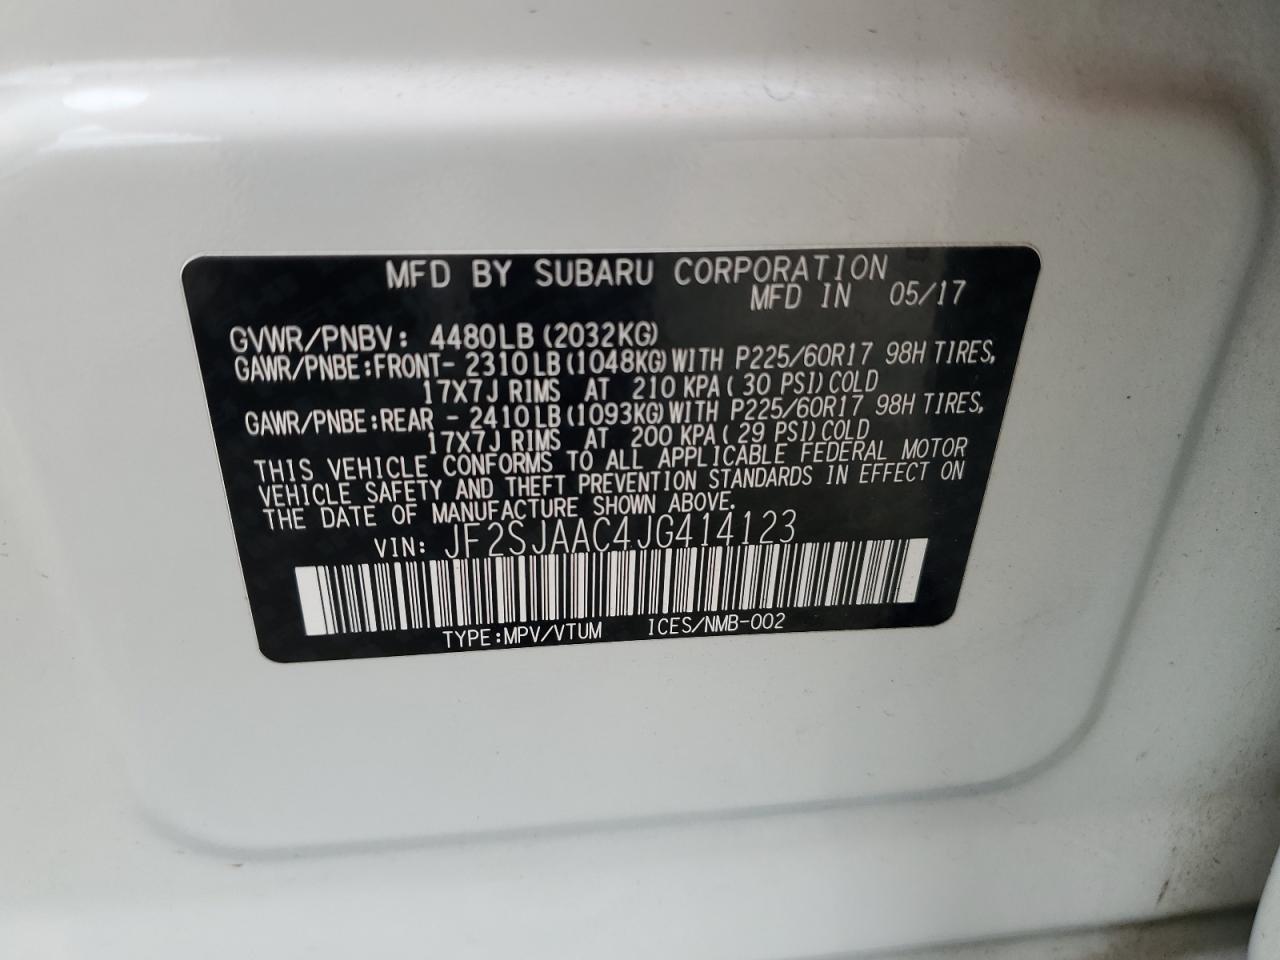 MFD BY SUBARU CORPORATION
MFD IN 05/17
GVWR/PNBV: 4480LB (2032KG)
GAWR/PNBE:FRONT- 2310LB (1048KG) WITH P225/60R17 98H TIRES,
17X7J RIMS AT 210 KPA ( 30 PSI) COLD
GAWR/PNBE:REAR - 2410LB (1093KG) WITH P225/60R17 98H TIRES,
17X7J RIMS AT 200 KPA ( 29 PSI) COLD
THIS VEHICLE CONFORMS TO ALL APPLICABLE FEDERAL MOTOR
VEHICLE SAFETY AND THEFT PREVENTION STANDARDS IN EFFECT ON
THE DATE OF MANUFACTURE SHOWN ABOVE.
VIN: JF2SJAAC4JG414123
TYPE:MPV/VTUM ICES/NMB-002